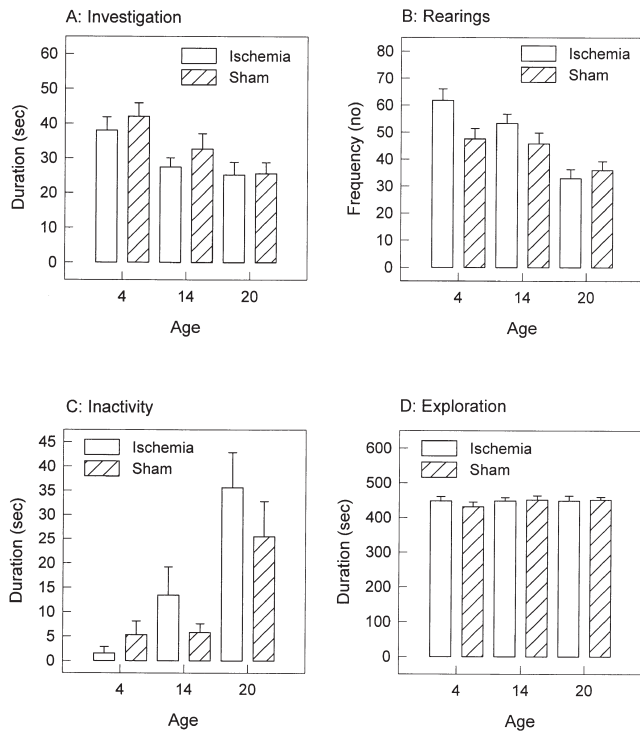 A: Investigation
Ischemia
Sham
60
50
40
30
20
10
0
Duration (sec)
4 14 20
Age
B: Rearings
Ischemia
Sham
80
70
60
50
40
30
20
10
0
Frequency (no)
4 14 20
Age
C: Inactivity
Ischemia
Sham
45
40
35
30
25
20
15
10
5
0
Duration (sec)
4 14 20
Age
D: Exploration
Ischemia
Sham
600
500
400
300
200
100
0
Duration (sec)
4 14 20
Age